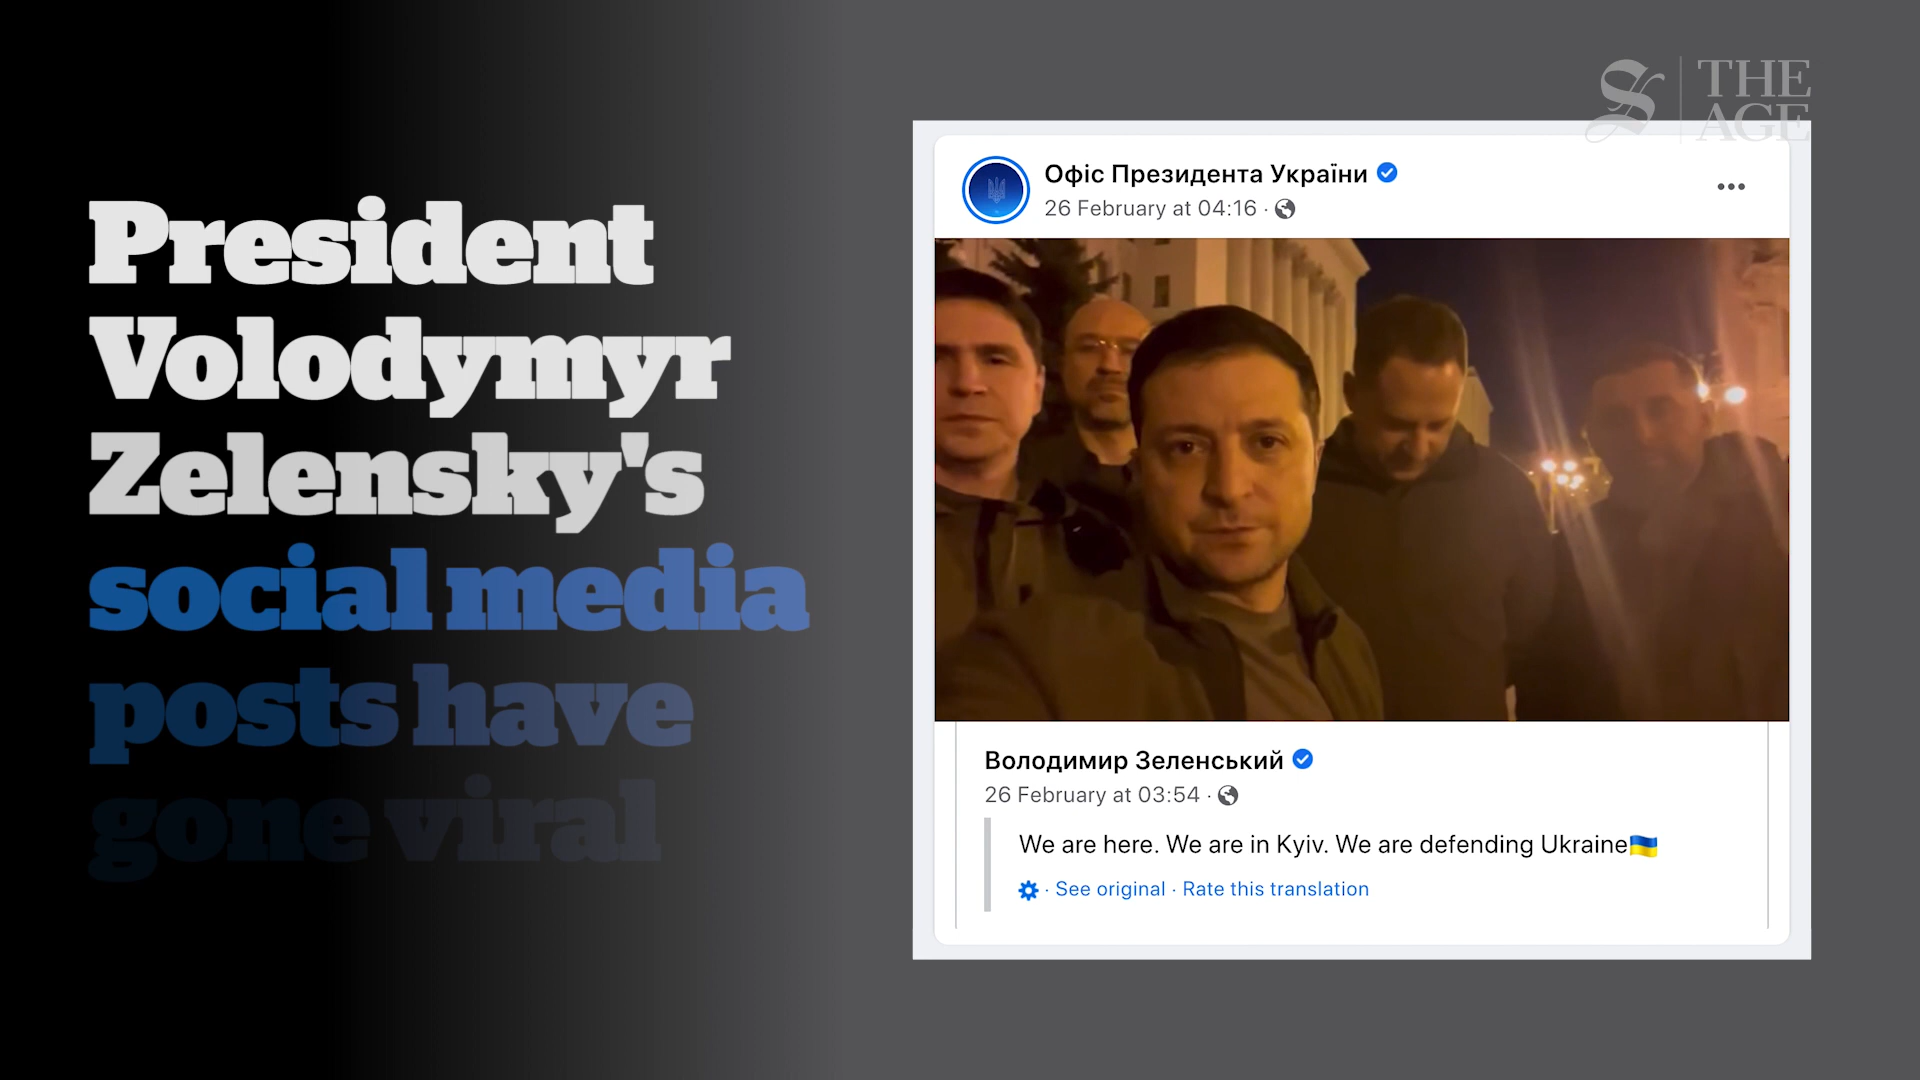 President
Volodymyr
Zelensky's
social media
posts have
gone viral
S THE
AGE
Офіс Президента України
26 February at 04:16 ·
Володимир Зеленський
26 February at 03:54 ·
We are here. We are in Kyiv. We are defending Ukraine🇺🇦
· See original · Rate this translation